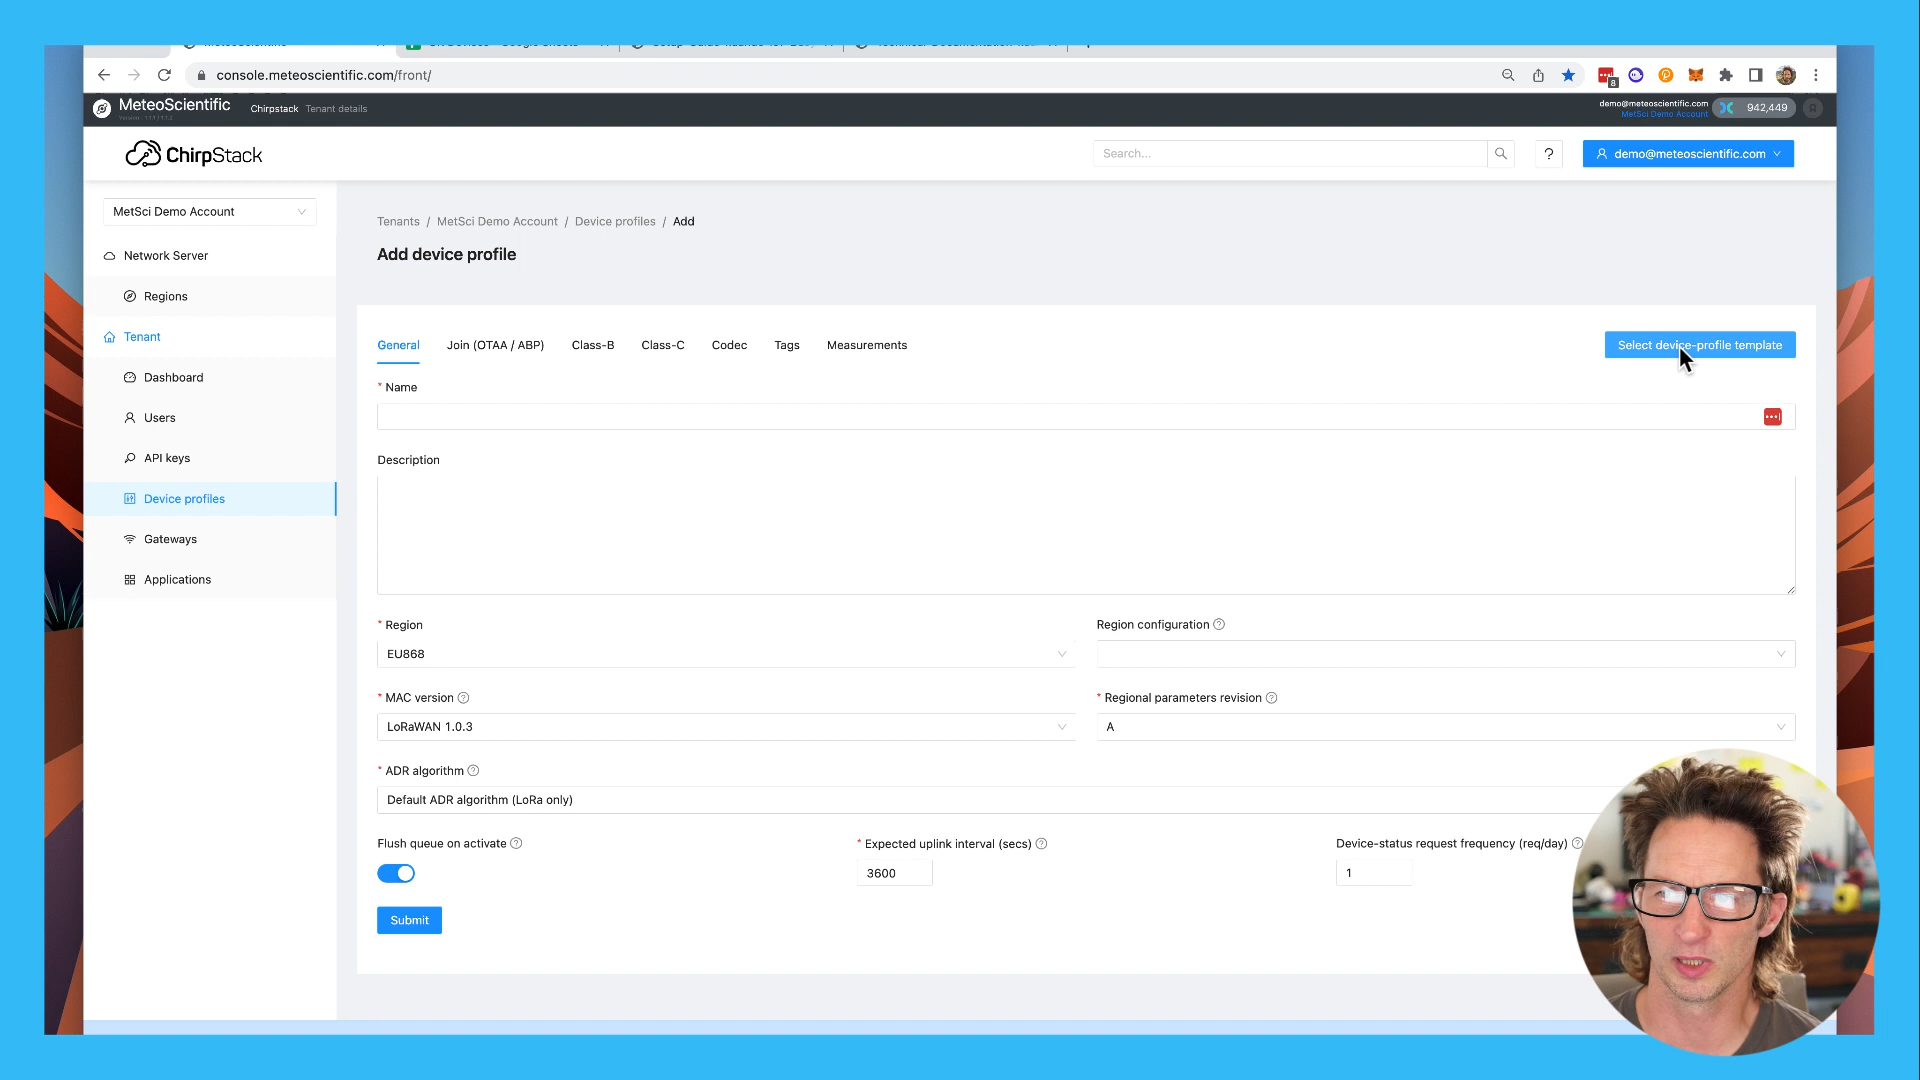 console.meteoscientific.com/front/
8
MeteoScientific
Chirpstack
Tenant details
demo@meteoscientific.com
MetSci Demo Account
942,449
ChirpStack
Search...
?
demo@meteoscientific.com
MetSci Demo Account
Network Server
Regions
Tenant
Dashboard
Users
API keys
Device profiles
Gateways
Applications
Tenants / MetSci Demo Account / Device profiles / Add
Add device profile
General
Join (OTAA / ABP)
Class-B
Class-C
Codec
Tags
Measurements
Select device-profile template
* Name
Description
* Region
Region configuration
EU868
* MAC version
* Regional parameters revision
LoRaWAN 1.0.3
A
* ADR algorithm
Default ADR algorithm (LoRa only)
Flush queue on activate
* Expected uplink interval (secs)
Device-status request frequency (req/day)
3600
1
Submit